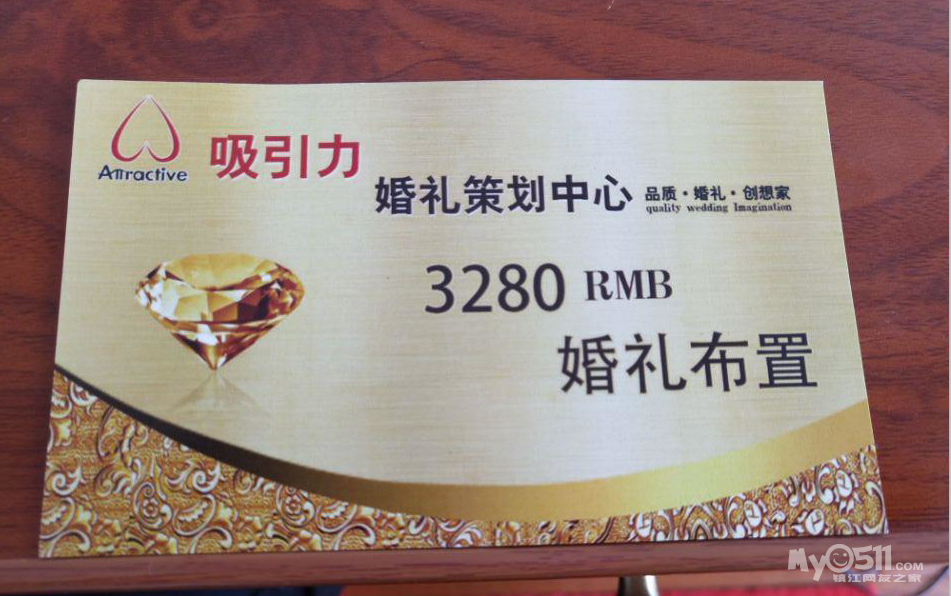 Attractive
吸引力
婚礼策划中心
品质·婚礼·创想家
quality wedding Imagination
3280 RMB
婚礼布置
MyO511.COM
镇江网友之家